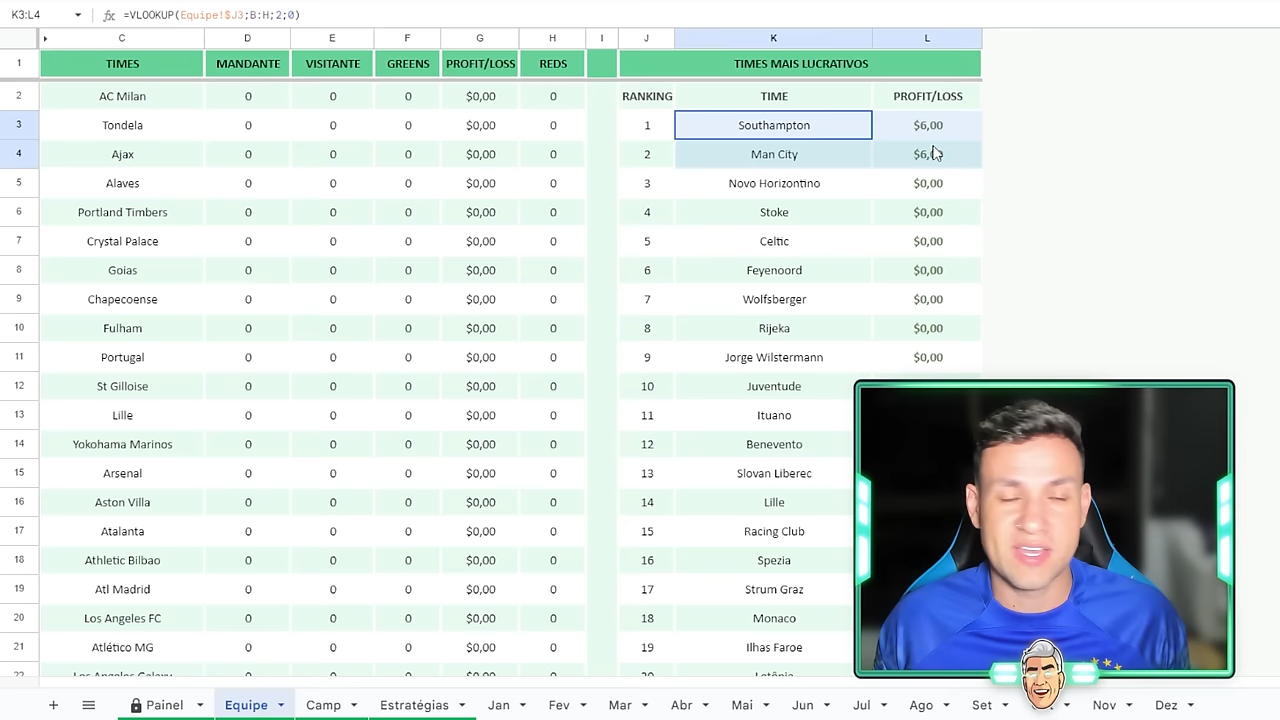 K3:L4 fx =VLOOKUP(Equipe!$J3;B:H;2;0)
C D E F G H I J K L
1 TIMES MANDANTE VISITANTE GREENS PROFIT/LOSS REDS TIMES MAIS LUCRATIVOS
2 AC Milan 0 0 0 $0,00 0 RANKING TIME PROFIT/LOSS
3 Tondela 0 0 0 $0,00 0 1 Southampton $6,00
4 Ajax 0 0 0 $0,00 0 2 Man City
5 Alaves 0 0 0 $0,00 0 3 Novo Horizontino $0,00
6 Portland Timbers 0 0 0 $0,00 0 4 Stoke $0,00
7 Crystal Palace 0 0 0 $0,00 0 5 Celtic $0,00
8 Goias 0 0 0 $0,00 0 6 Feyenoord $0,00
9 Chapecoense 0 0 0 $0,00 0 7 Wolfsberger $0,00
10 Fulham 0 0 0 $0,00 0 8 Rijeka $0,00
11 Portugal 0 0 0 $0,00 0 9 Jorge Wilstermann $0,00
12 St Gilloise 0 0 0 $0,00 0 10 Juventude
13 Lille 0 0 0 $0,00 0 11 Ituano
14 Yokohama Marinos 0 0 0 $0,00 0 12 Benevento
15 Arsenal 0 0 0 $0,00 0 13 Slovan Liberec
16 Aston Villa 0 0 0 $0,00 0 14 Lille
17 Atalanta 0 0 0 $0,00 0 15 Racing Club
18 Athletic Bilbao 0 0 0 $0,00 0 16 Spezia
19 Atl Madrid 0 0 0 $0,00 0 17 Strum Graz
20 Los Angeles FC 0 0 0 $0,00 0 18 Monaco
21 Atlético MG 0 0 0 $0,00 0 19 Ilhas Faroe
Painel Equipe Camp Estratégias Jan Fev Mar Abr Mai Jun Jul Ago Set Nov Dez